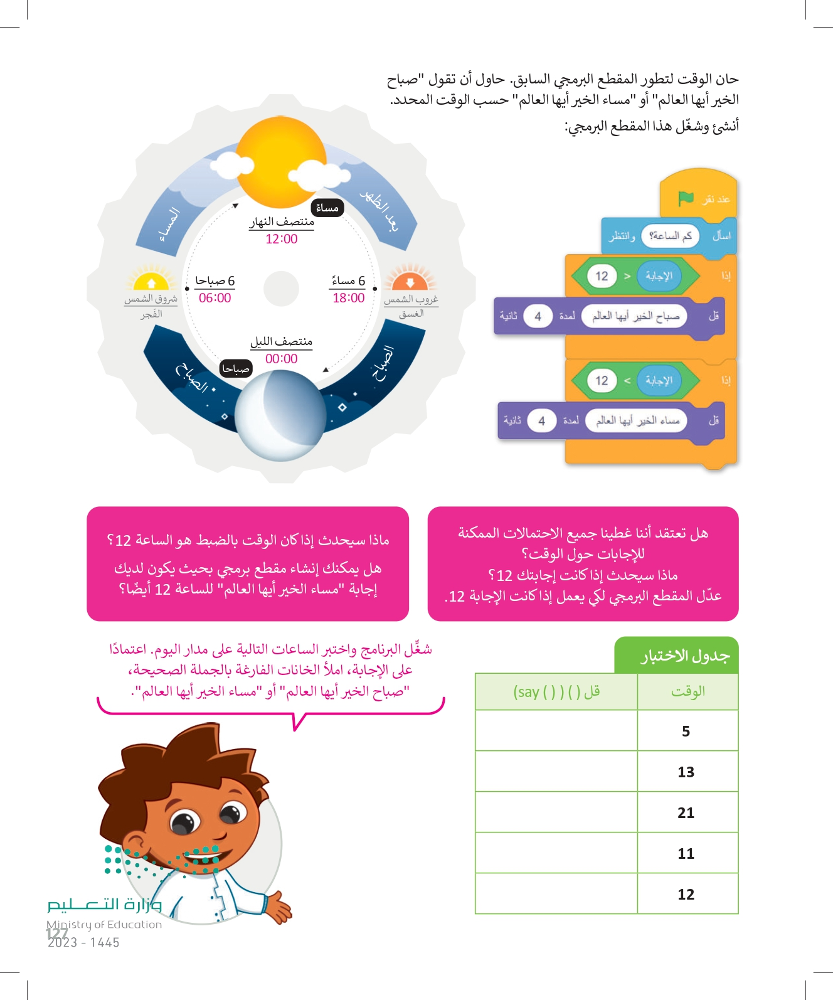 حان الوقت لتطور المقطع البرمجي السابق. حاول أن تقول "صباح
الخير أيها العالم" أو "مساء الخير أيها العالم" حسب الوقت المحدد.
أنشئ وشغّل هذا المقطع البرمجي:
عند نقر
اسأل كم الساعة؟ وانتظر
إذا الإجابة < 12
قل صباح الخير أيها العالم لمدة 4 ثانية
إذا الإجابة > 12
قل مساء الخير أيها العالم لمدة 4 ثانية
بعد الظهر
المساء
مساءً
منتصف النهار
12:00
6 مساءً
18:00
6 صباحا
06:00
غروب الشمس
الغسق
شروق الشمس
الفَجر
منتصف الليل
00:00
صباحا
الصباح
الصباح
هل تعتقد أننا غطينا جميع الاحتمالات الممكنة
للإجابات حول الوقت؟
ماذا سيحدث إذا كانت إجابتك 12؟
عدّل المقطع البرمجي لكي يعمل إذا كانت الإجابة 12.
ماذا سيحدث إذا كان الوقت بالضبط هو الساعة 12؟
هل يمكنك إنشاء مقطع برمجي بحيث يكون لديك
إجابة "مساء الخير أيها العالم" للساعة 12 أيضًا؟
شغِّل البرنامج واختبر الساعات التالية على مدار اليوم. اعتمادًا
على الإجابة، املأ الخانات الفارغة بالجملة الصحيحة،
"صباح الخير أيها العالم" أو "مساء الخير أيها العالم".
جدول الاختبار
الوقت قل ( ) ( ( ) say)
5
13
21
11
12
وزارة التعليم
Ministry of Education
127
2023 - 1445